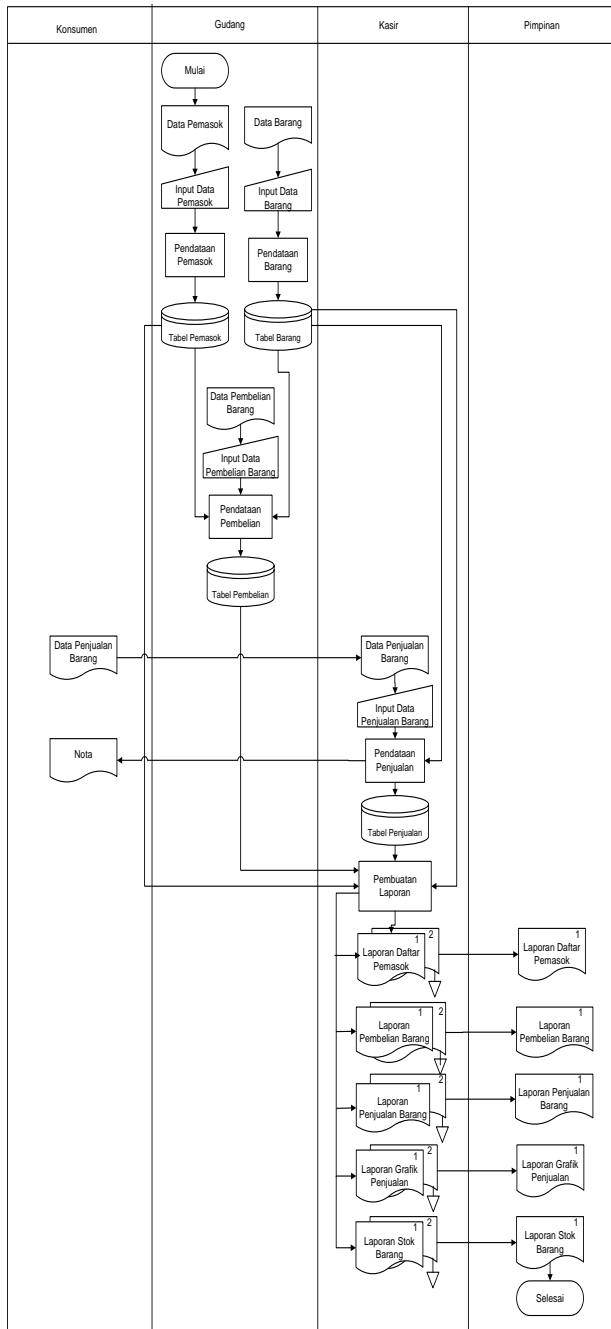 Konsumen
Gudang
Kasir
Pimpinan
Mulai
Data Pemasok
Data Barang
Input Data
Pemasok
Input Data
Barang
Pendataan
Pemasok
Pendataan
Barang
Tabel Pemasok
Tabel Barang
Data Pembelian
Barang
Input Data
Pembelian Barang
Pendataan
Pembelian
Tabel Pembelian
Data Penjualan
Barang
Data Penjualan
Barang
Input Data
Penjualan Barang
Nota
Pendataan
Penjualan
Tabel Penjualan
Pembuatan
Laporan
2
1
Laporan Daftar
Pemasok
1
Laporan Daftar
Pemasok
2
1
Laporan
Pembelian Barang
1
Laporan
Pembelian Barang
2
1
Laporan
Penjualan Barang
1
Laporan Penjualan
Barang
2
1
Laporan Grafik
Penjualan
1
Laporan Grafik
Penjualan
2
1
Laporan Stok
Barang
1
Laporan Stok
Barang
Selesai